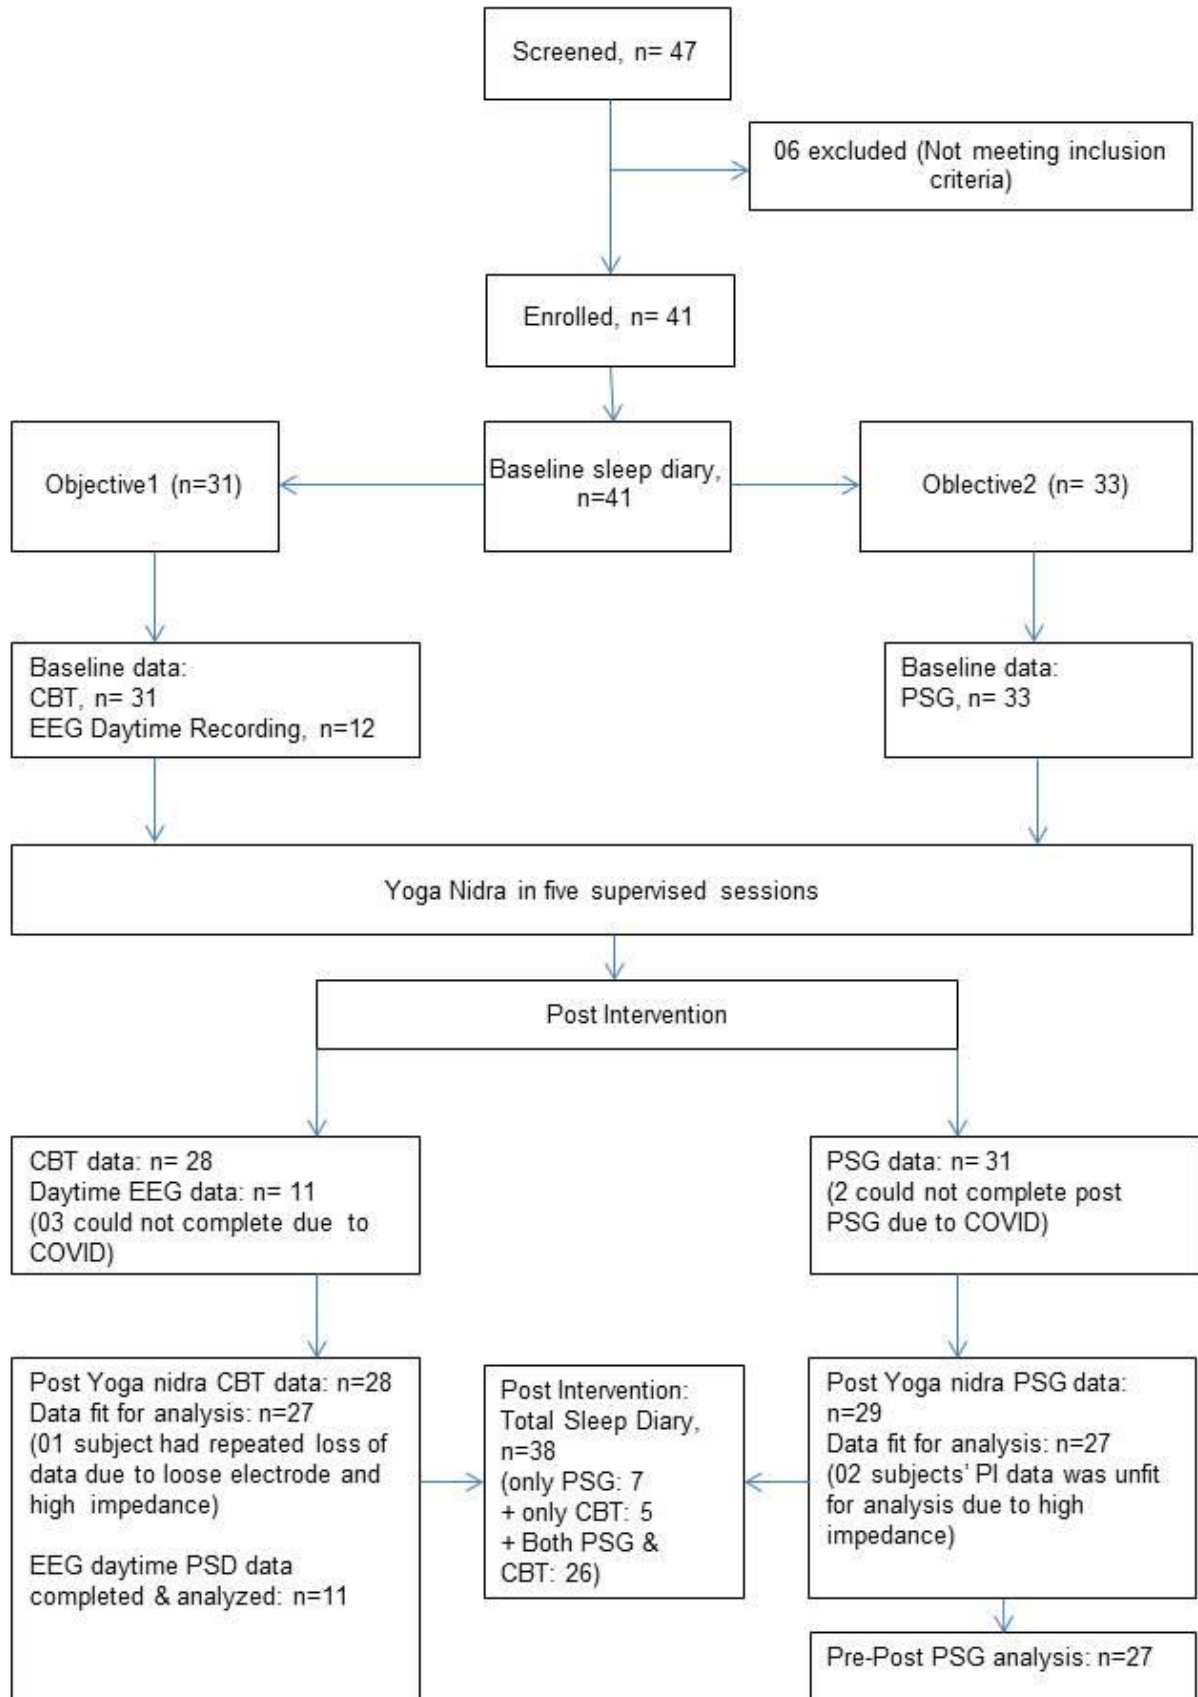 Screened, n= 47
06 excluded (Not meeting inclusion
criteria)
Enrolled, n= 41
Objective1 (n=31)
Baseline sleep diary,
n=41
Oblective2 (n= 33)
Baseline data:
CBT, n= 31
EEG Daytime Recording, n=12
Baseline data:
PSG, n= 33
Yoga Nidra in five supervised sessions
Post Intervention
CBT data: n= 28
Daytime EEG data: n= 11
(03 could not complete due to
COVID)
PSG data: n= 31
(2 could not complete post
PSG due to COVID)
Post Yoga nidra CBT data: n=28
Data fit for analysis: n=27
(01 subject had repeated loss of
data due to loose electrode and
high impedance)
EEG daytime PSD data
completed & analyzed: n=11
Post Intervention:
Total Sleep Diary,
n=38
(only PSG: 7
+ only CBT: 5
+ Both PSG &
CBT: 26)
Post Yoga nidra PSG data:
n=29
Data fit for analysis: n=27
(02 subjects' PI data was unfit
for analysis due to high
impedance)
Pre-Post PSG analysis: n=27